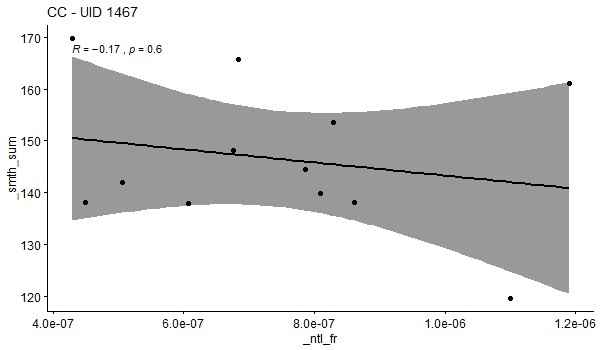 CC - UID 1467
R = −0.17 , p = 0.6
170
160
150
140
130
120
_smth_sum
4.0e-07 6.0e-07 8.0e-07 1.0e-06 1.2e-06
_ntl_fr